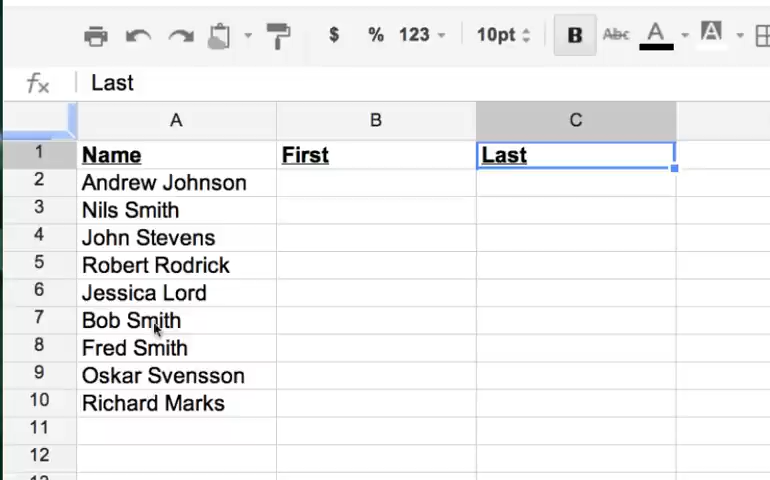 $ % 123 10pt B Abc A A
fx Last
A B C
1 Name First Last
2 Andrew Johnson
3 Nils Smith
4 John Stevens
5 Robert Rodrick
6 Jessica Lord
7 Bob Smith
8 Fred Smith
9 Oskar Svensson
10 Richard Marks
11
12